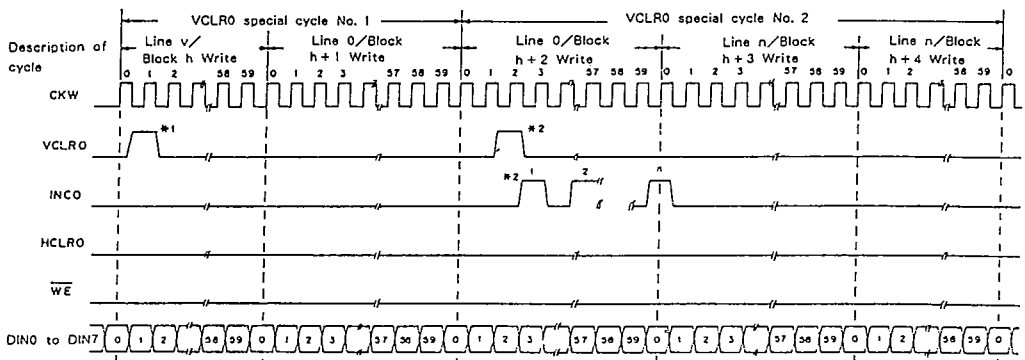 VCLR0 special cycle No. 1 VCLR0 special cycle No. 2
Description of cycle
Line v/ Block h Write
Line 0/Block h+1 Write
Line 0/Block h+2 Write
Line n/Block h+3 Write
Line n/Block h+4 Write
0 1 2 58 59 0 1 2 3 57 58 59 0 1 2 3 57 58 59 0 1 2 3 57 58 59 0 1 2 58 59 0
CKW
VCLR0 *1 *2
INC0 *2 1 2 n
HCLR0
WE
DIN0 to DIN7 0 1 2 58 59 0 1 2 3 57 58 59 0 1 2 3 57 58 59 0 1 2 3 57 58 59 0 1 2 58 59 0